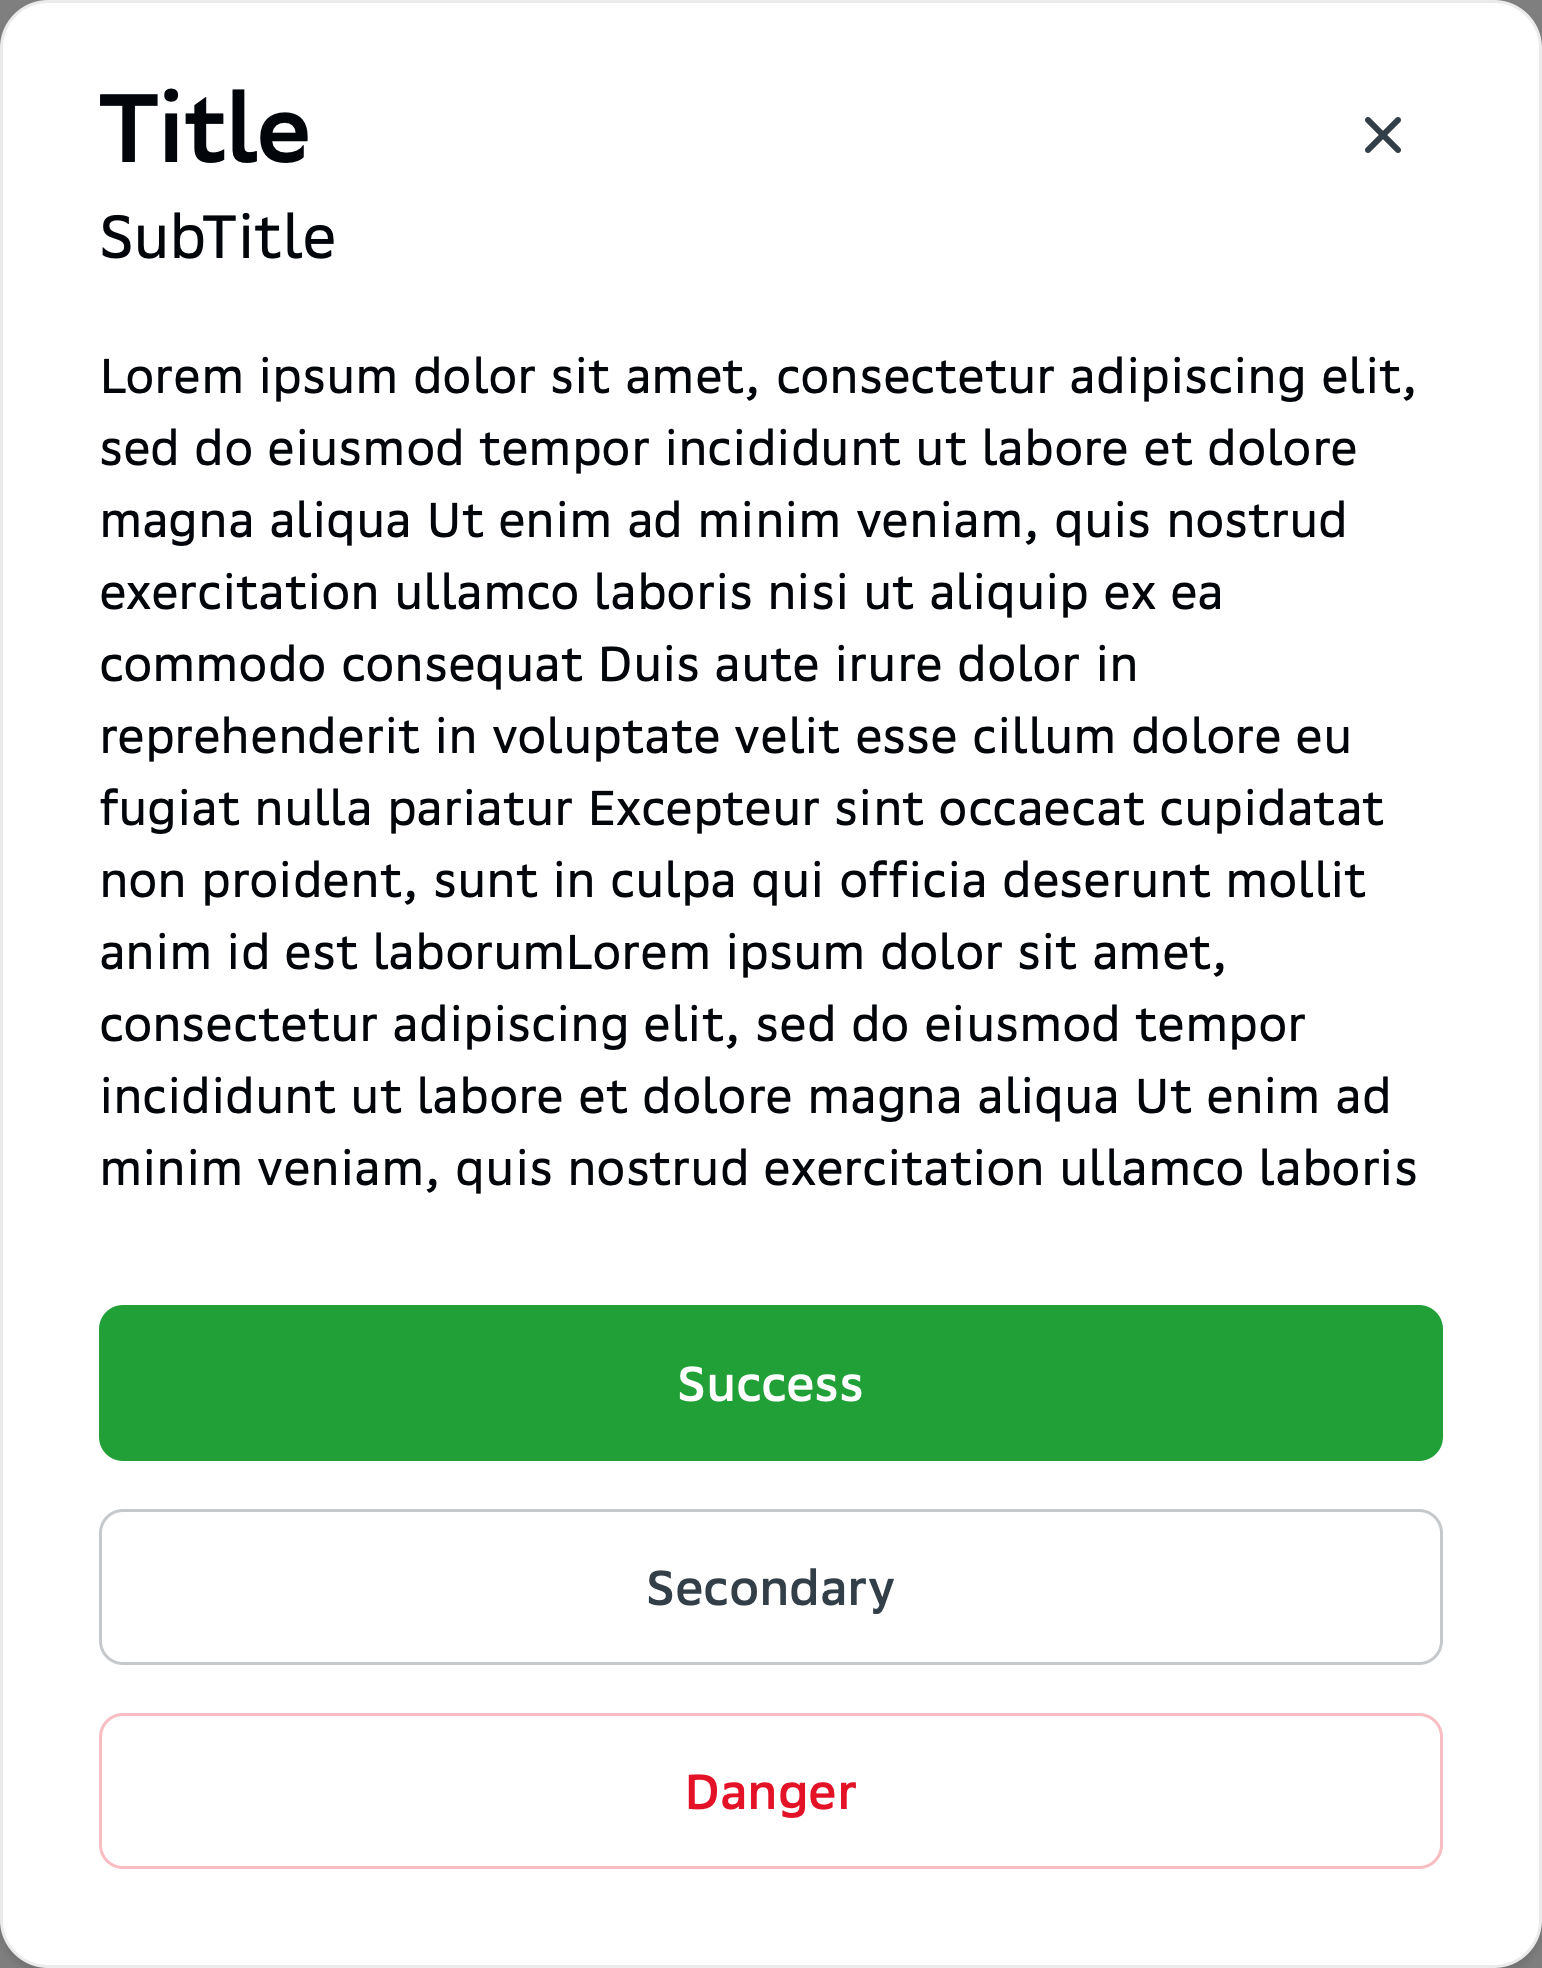 Title
SubTitle
Lorem ipsum dolor sit amet, consectetur adipiscing elit,
sed do eiusmod tempor incididunt ut labore et dolore
magna aliqua Ut enim ad minim veniam, quis nostrud
exercitation ullamco laboris nisi ut aliquip ex ea
commodo consequat Duis aute irure dolor in
reprehenderit in voluptate velit esse cillum dolore eu
fugiat nulla pariatur Excepteur sint occaecat cupidatat
non proident, sunt in culpa qui officia deserunt mollit
anim id est laborumLorem ipsum dolor sit amet,
consectetur adipiscing elit, sed do eiusmod tempor
incididunt ut labore et dolore magna aliqua Ut enim ad
minim veniam, quis nostrud exercitation ullamco laboris
Success
Secondary
Danger